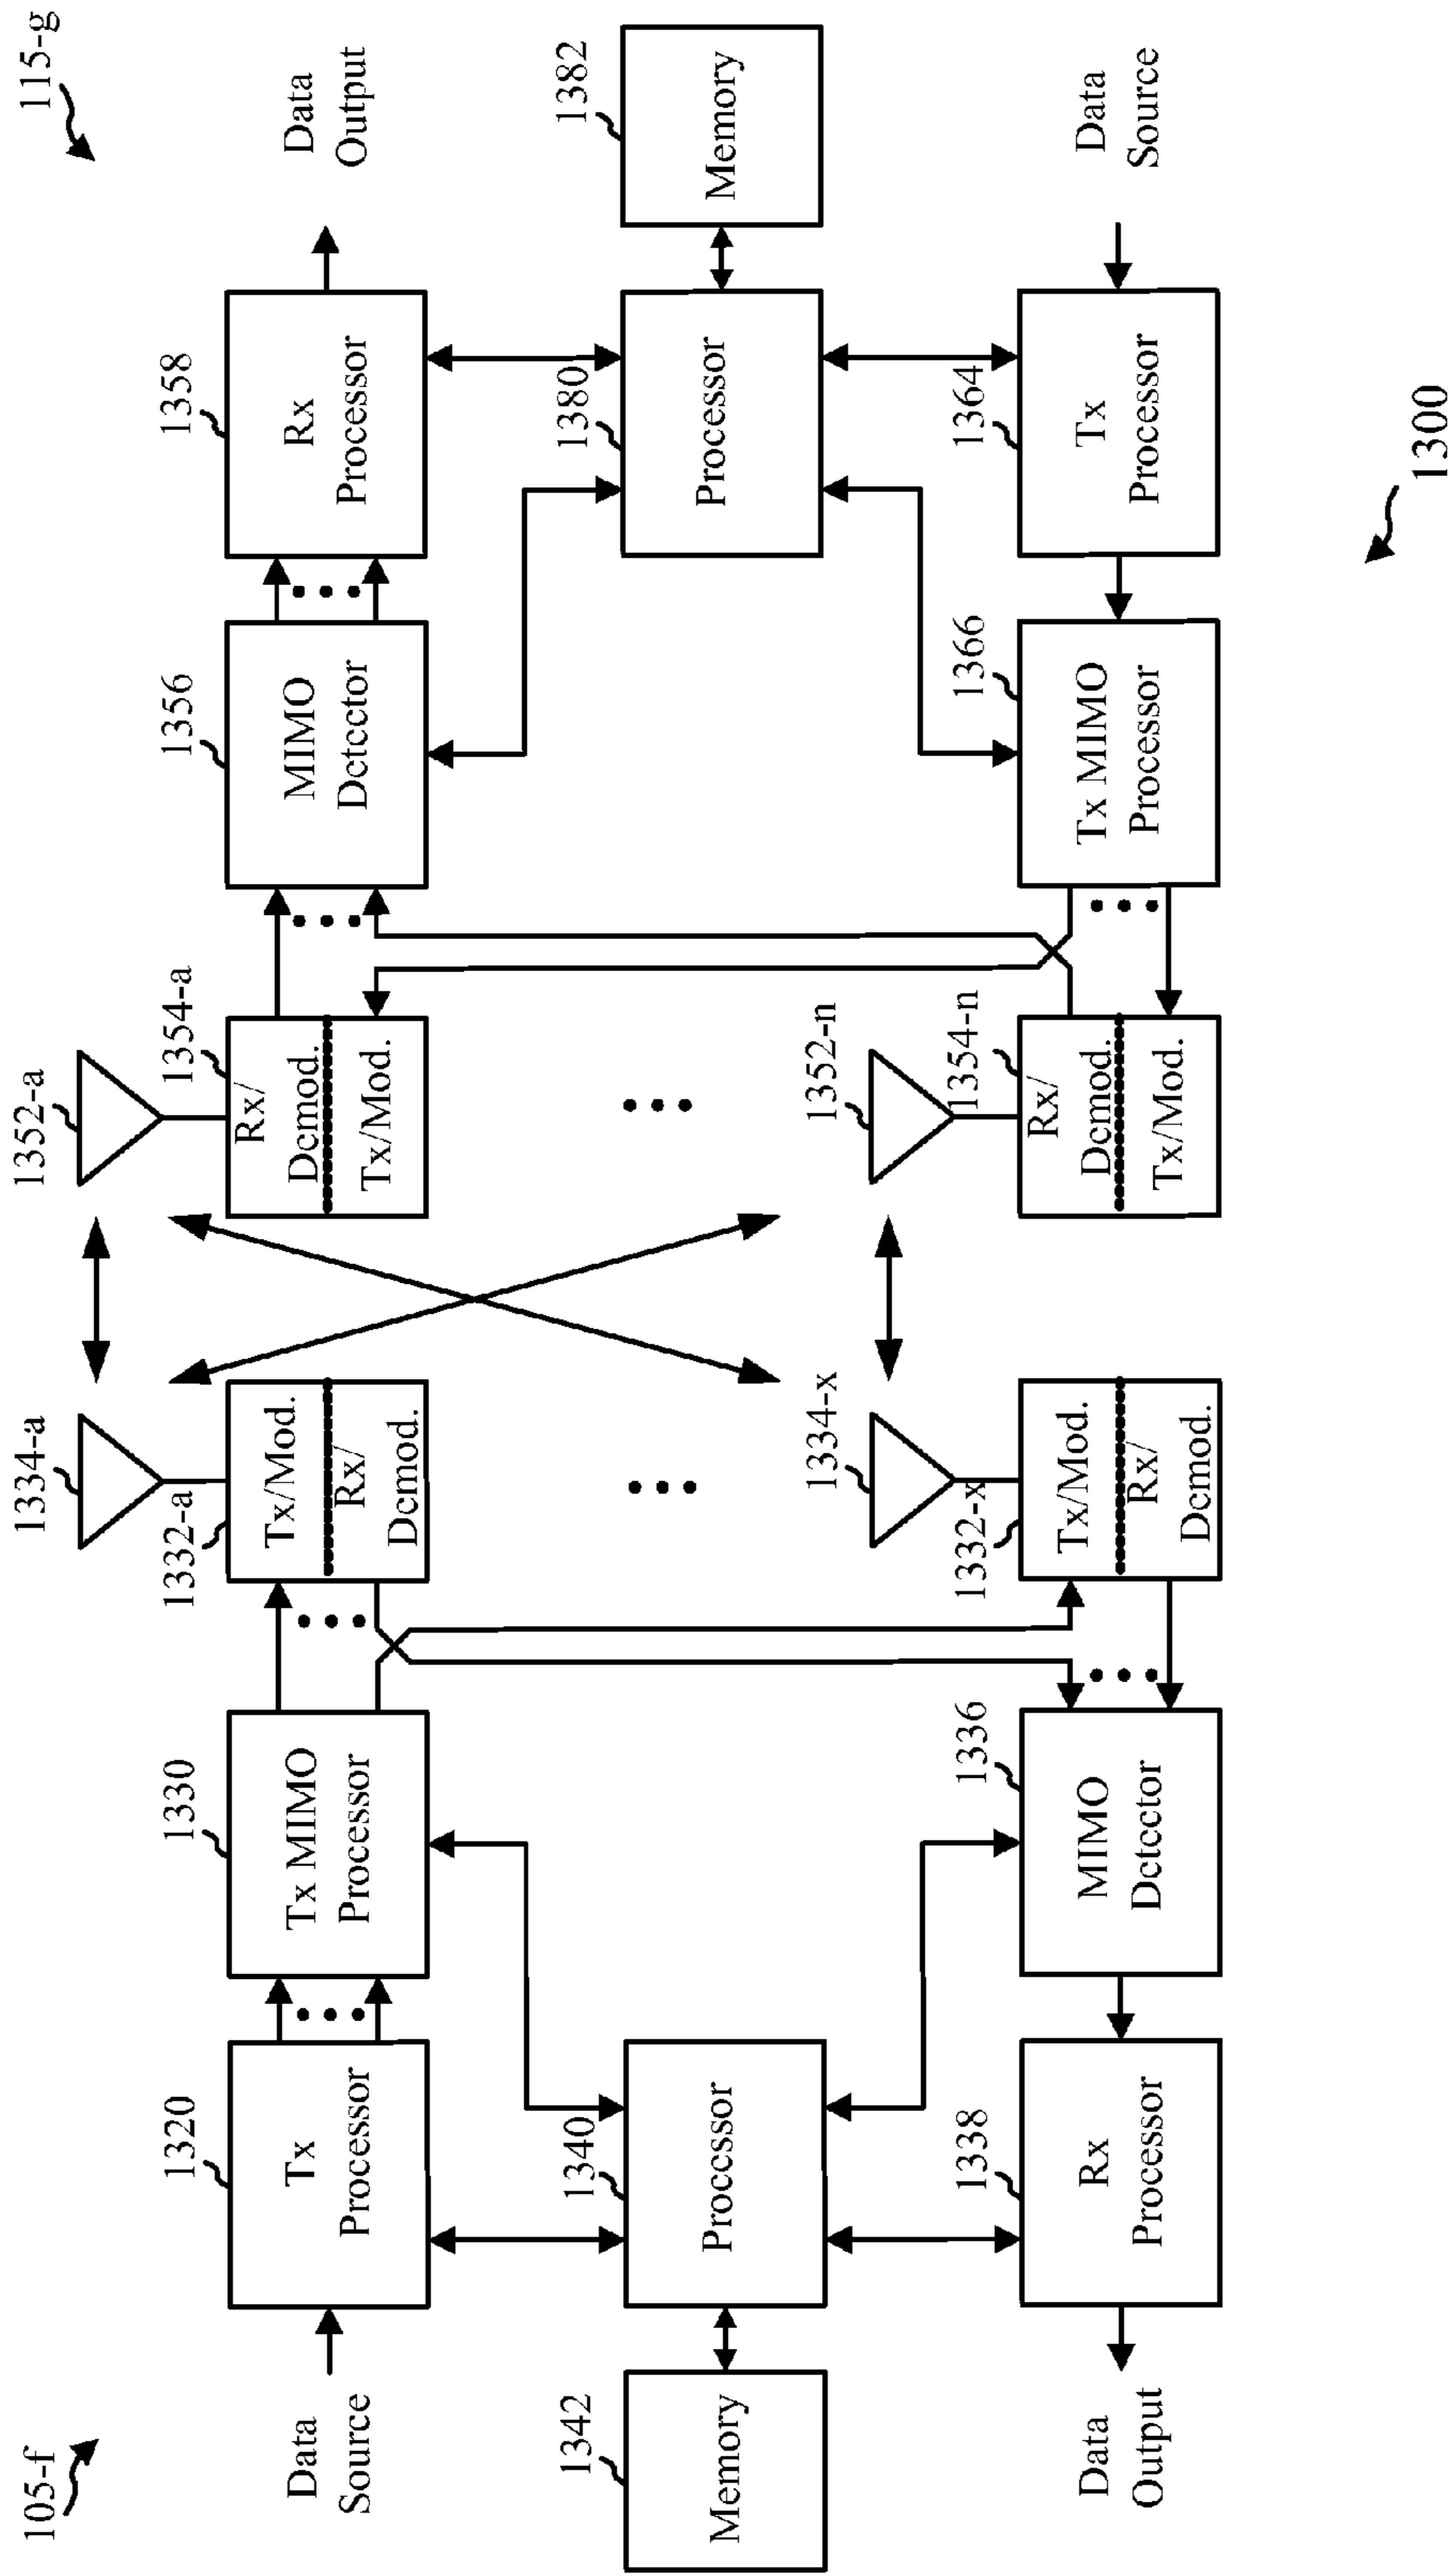 105-f
115-g
Data
Source
1320
Tx
Processor
1330
Tx MIMO
Processor
1334-a
1332-a
Tx/Mod.
Rx/
Demod.
1352-a
1354-a
Rx/
Demod.
Tx/Mod.
1356
MIMO
Detector
1358
Rx
Processor
Data
Output
1342
Memory
1340
Processor
1380
Processor
1382
Memory
Data
Output
1338
Rx
Processor
1336
MIMO
Detector
1334-x
1332-x
Tx/Mod.
Rx/
Demod.
1352-n
1354-n
Rx/
Demod.
Tx/Mod.
1366
Tx MIMO
Processor
1364
Tx
Processor
Data
Source
1300